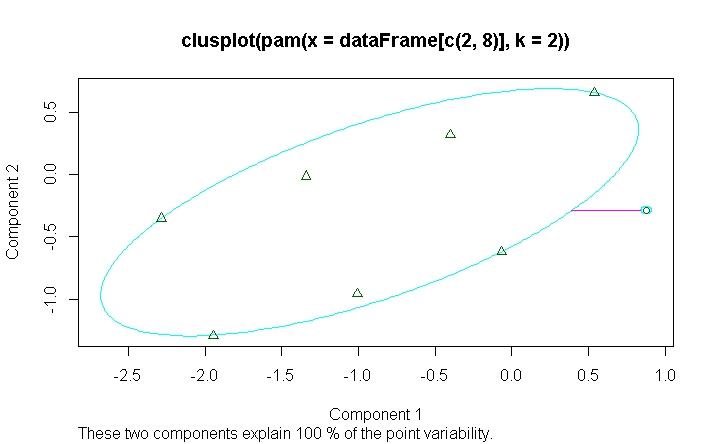 clusplot(pam(x = dataFrame[c(2, 8)], k = 2))
0.5
0.0
-0.5
-1.0
Component 2
-2.5 -2.0 -1.5 -1.0 -0.5 0.0 0.5 1.0
Component 1
These two components explain 100 % of the point variability.